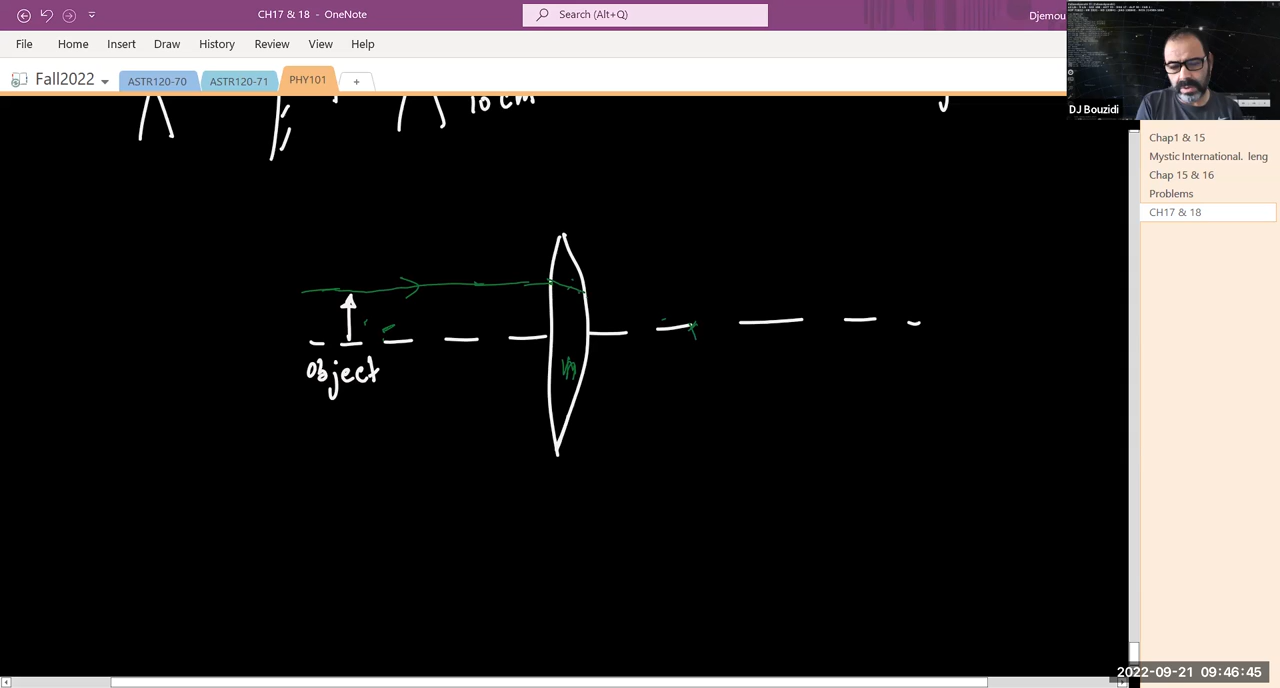 CH17 & 18 - OneNote
Search (Alt+Q)
Djemou
File Home Insert Draw History Review View Help
Fall2022 ASTR120-70 ASTR120-71 PHY101
DJ Bouzidi
10 cm
Chap1 & 15
Mystic International. leng
Chap 15 & 16
Problems
CH17 & 18
object
2022-09-21 09:46:45